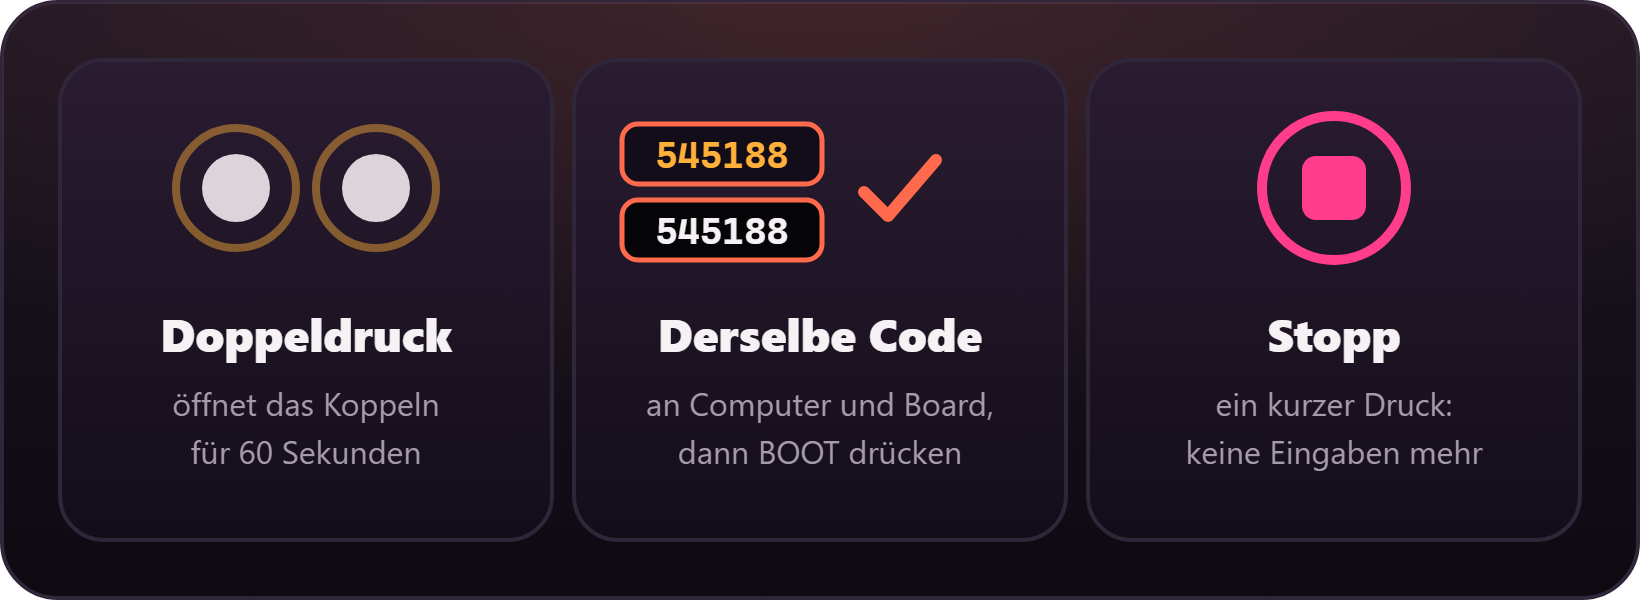 545188
545188
Doppeldruck
öffnet das Koppeln
für 60 Sekunden
Derselbe Code
an Computer und Board,
dann BOOT drücken
Stopp
ein kurzer Druck:
keine Eingaben mehr